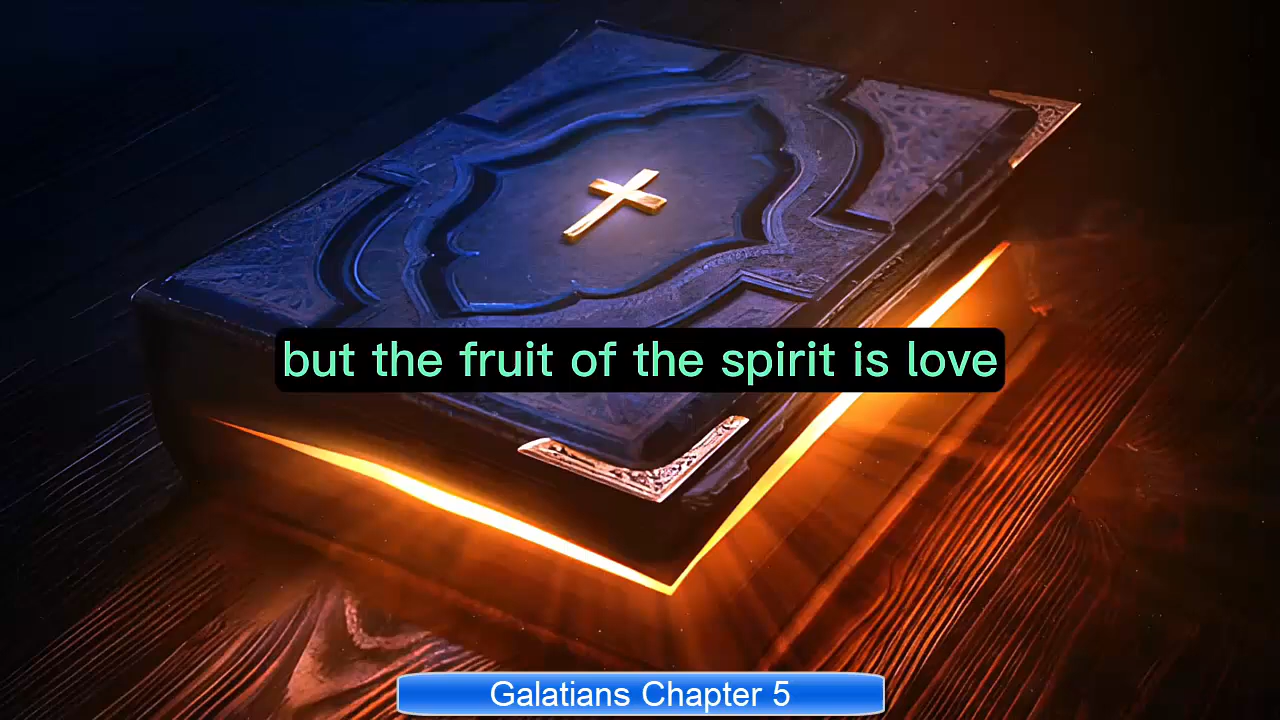 but the fruit of the spirit is love
Galatians Chapter 5